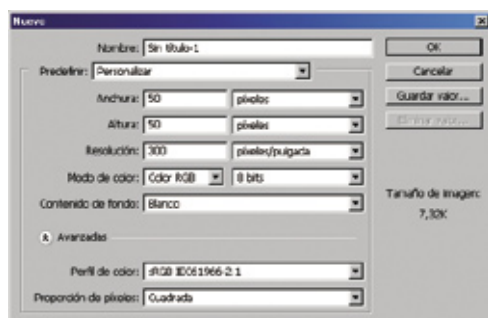 Nuevo
Nombre: Sin título-1
OK
Predefinir: Personalizar
Cancelar
Anchura: 50 píxeles
Guardar valor...
Altura: 50 píxeles
Eliminar valor...
Resolución: 300 píxeles/pulgada
Modo de color: Color RGB 8 bits
Tamaño de imagen:
Contenido de fondo: Blanco
7,32K
Avanzadas
Perfil de color: sRGB IEC61966-2.1
Proporción de píxeles: Cuadrada